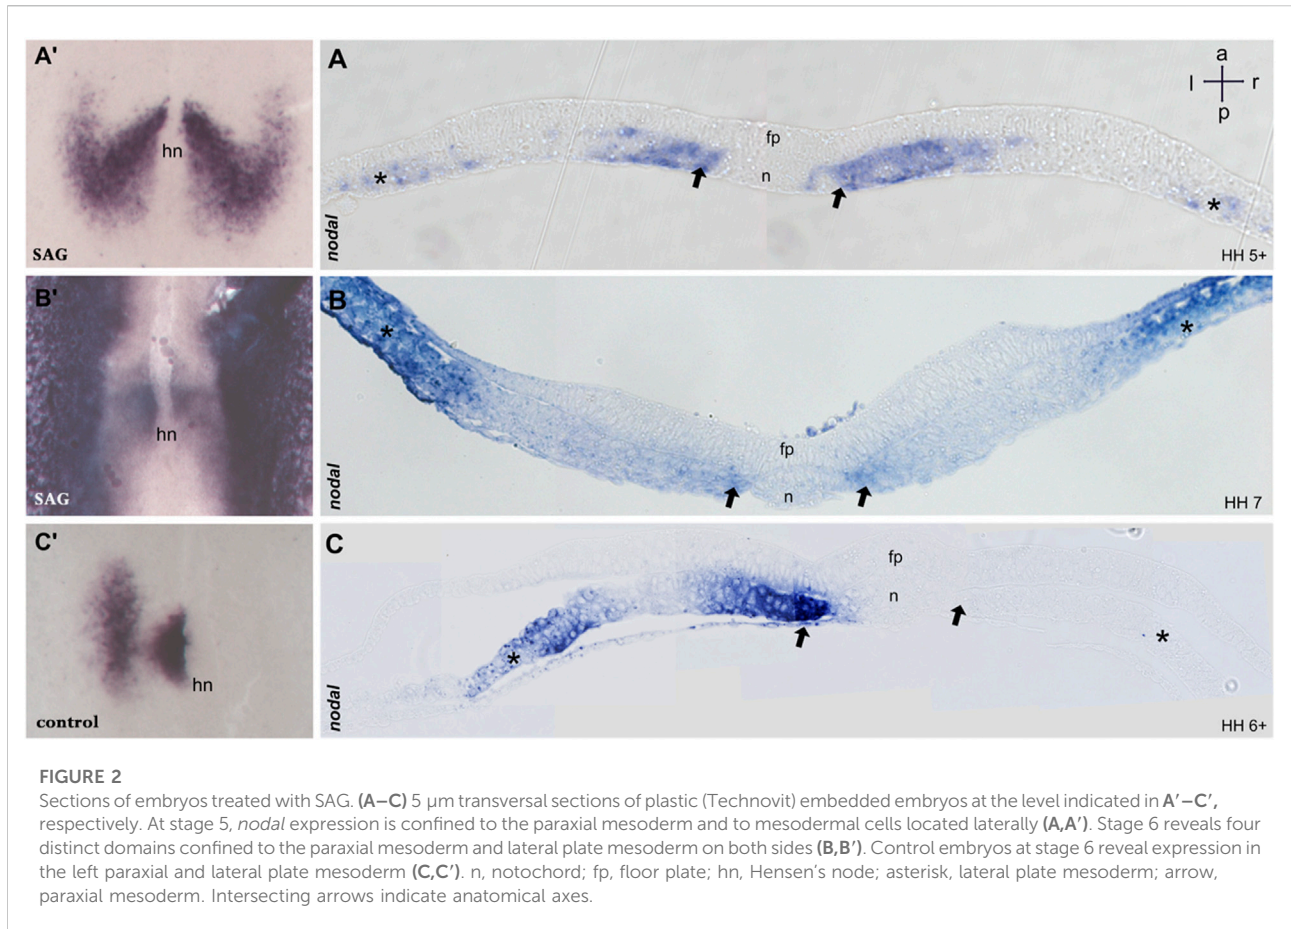 A'
hn
SAG
A
a
l r
p
fp
n
*
*
nodal
HH 5+
B'
hn
SAG
B
*
*
fp
n
nodal
HH 7
C'
hn
control
C
fp
n
*
*
nodal
HH 6+
FIGURE 2
Sections of embryos treated with SAG. (A–C) 5 µm transversal sections of plastic (Technovit) embedded embryos at the level indicated in A′–C′,
respectively. At stage 5, nodal expression is confined to the paraxial mesoderm and to mesodermal cells located laterally (A,A′). Stage 6 reveals four
distinct domains confined to the paraxial mesoderm and lateral plate mesoderm on both sides (B,B′). Control embryos at stage 6 reveal expression in
the left paraxial and lateral plate mesoderm (C,C′). n, notochord; fp, floor plate; hn, Hensen's node; asterisk, lateral plate mesoderm; arrow,
paraxial mesoderm. Intersecting arrows indicate anatomical axes.